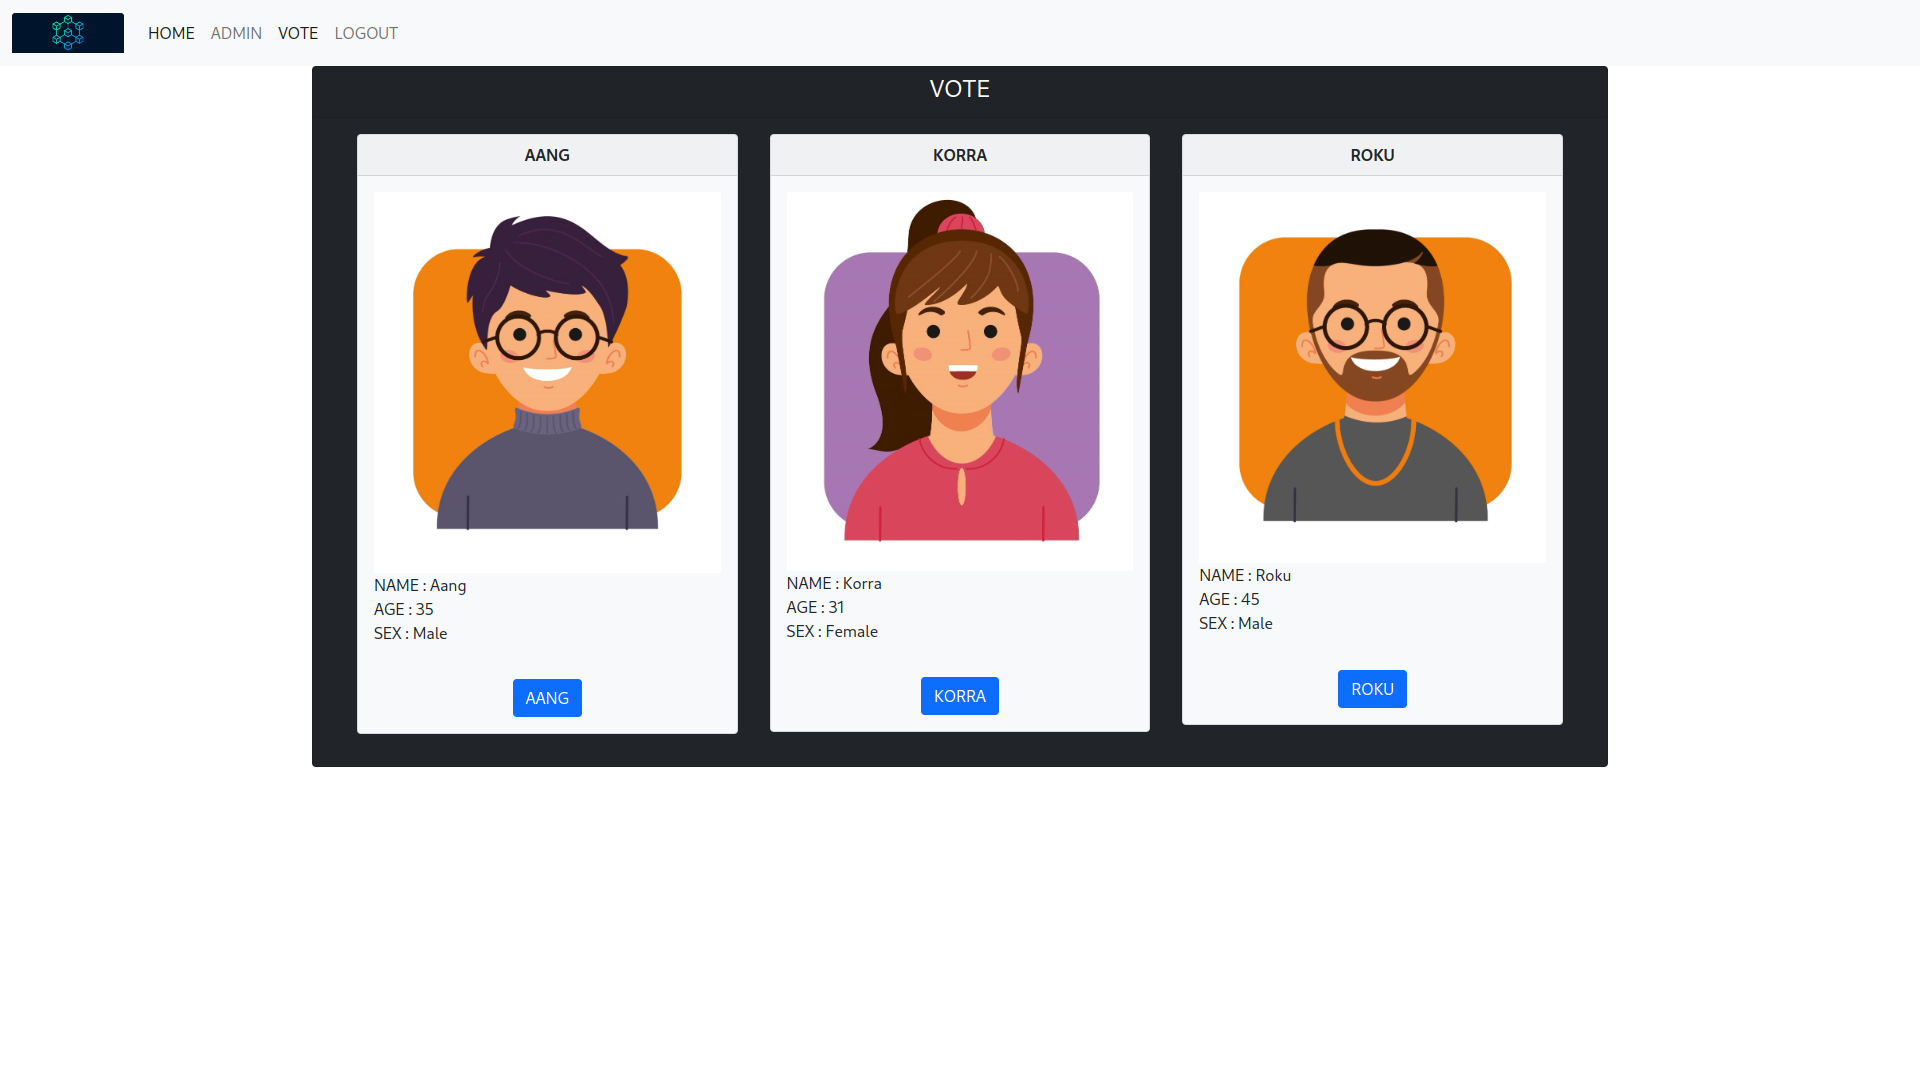 HOME ADMIN VOTE LOGOUT
VOTE
AANG
NAME : Aang
AGE : 35
SEX : Male
AANG
KORRA
NAME : Korra
AGE : 31
SEX : Female
KORRA
ROKU
NAME : Roku
AGE : 45
SEX : Male
ROKU